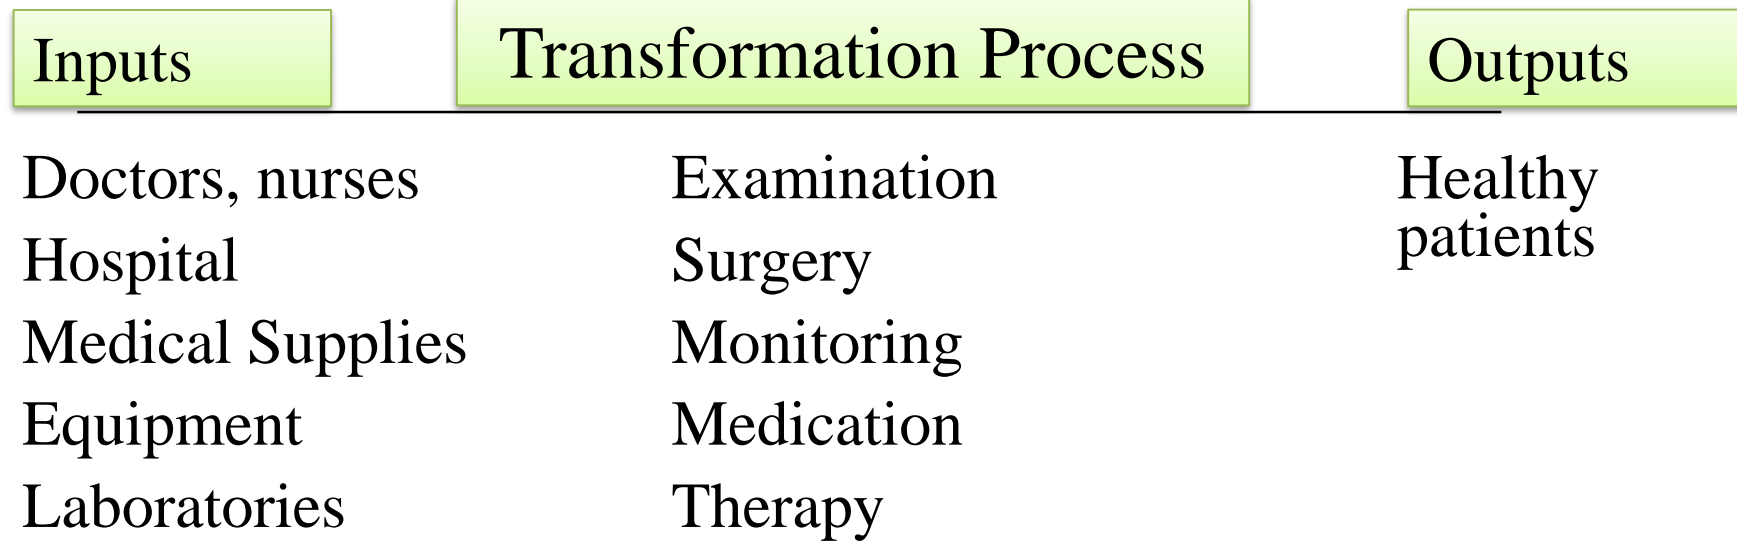 Inputs
Transformation Process
Outputs
Doctors, nurses
Examination
Healthy
patients
Hospital
Surgery
Medical Supplies
Monitoring
Equipment
Medication
Laboratories
Therapy